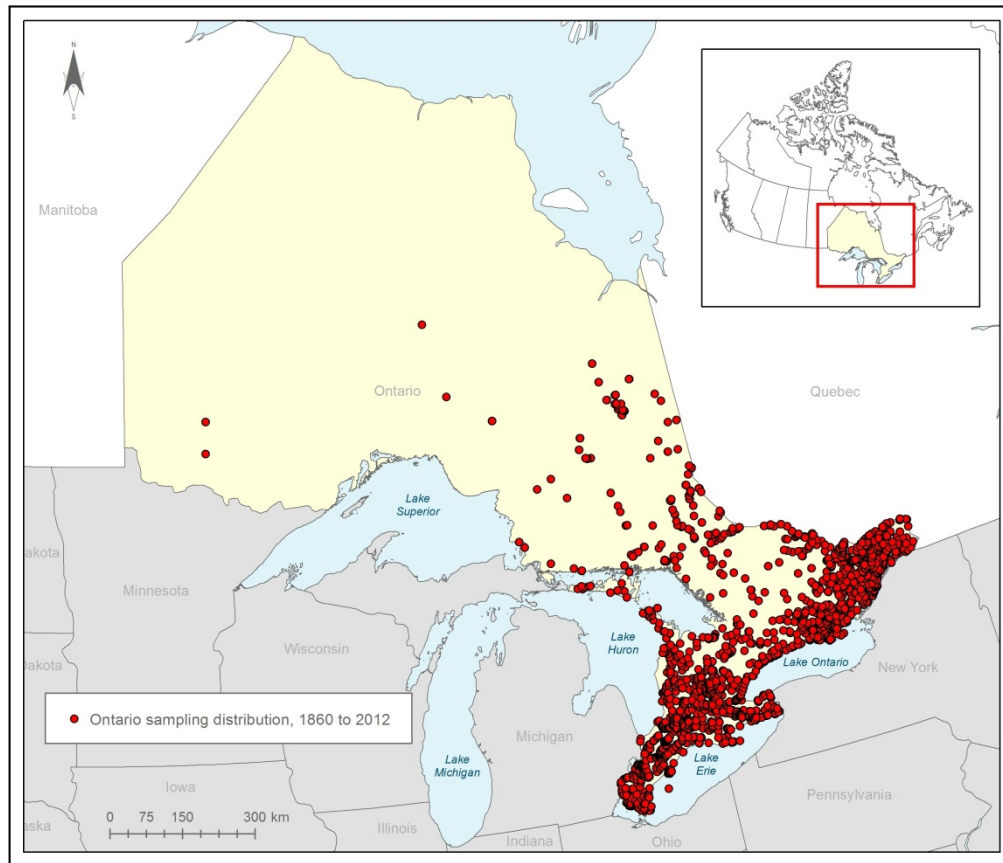 N
S
Manitoba
Ontario
Quebec
Lake
Superior
akota
Minnesota
Wisconsin
Lake
Huron
Lake Ontario
New York
Dakota
Ontario sampling distribution, 1860 to 2012
Michigan
Lake
Michigan
Lake
Erie
Iowa
Pennsylvania
0 75 150 300 km
aska
Illinois
Indiana
Ohio